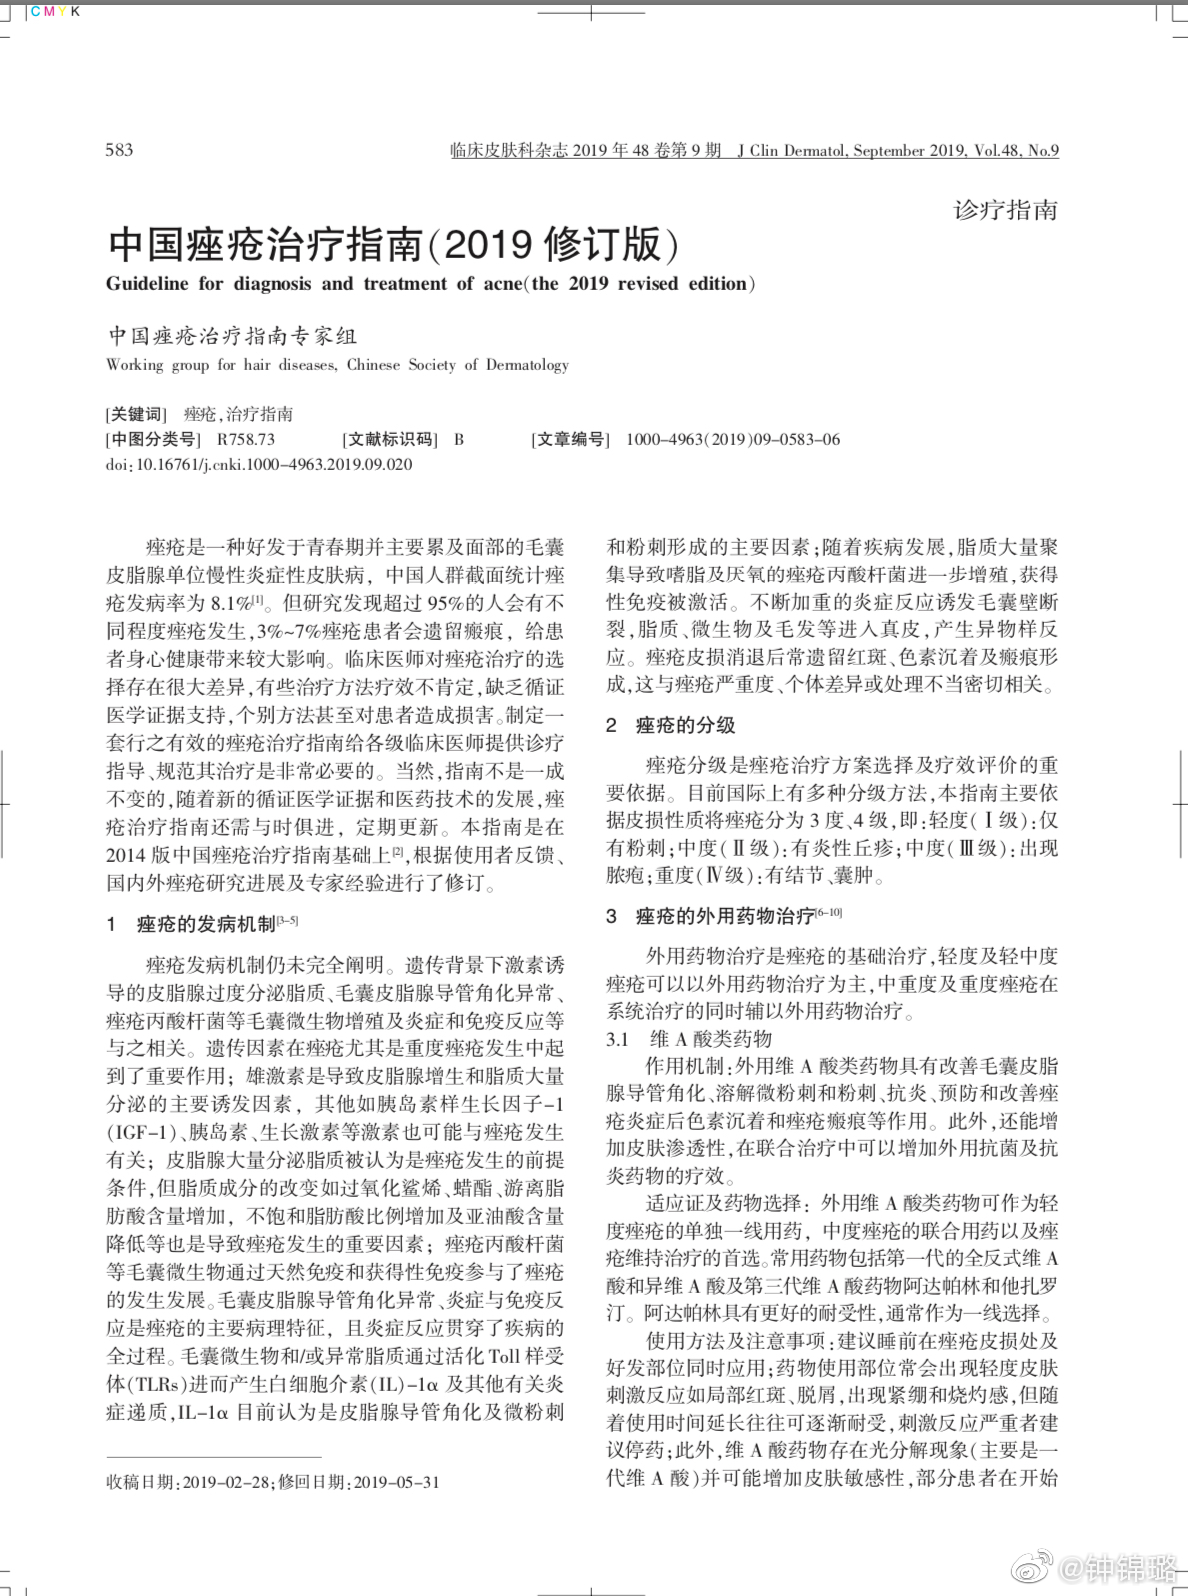 CMYK
583
临床皮肤科杂志 2019 年 48 卷第 9 期 J Clin Dermatol, September 2019, Vol.48, No.9
诊疗指南
中国痤疮治疗指南(2019 修订版)
Guideline for diagnosis and treatment of acne(the 2019 revised edition)
中国痤疮治疗指南专家组
Working group for hair diseases, Chinese Society of Dermatology
[关键词] 痤疮,治疗指南
[中图分类号] R758.73 [文献标识码] B [文章编号] 1000-4963(2019)09-0583-06
doi:10.16761/j.cnki.1000-4963.2019.09.020
痤疮是一种好发于青春期并主要累及面部的毛囊
皮脂腺单位慢性炎症性皮肤病，中国人群截面统计痤
疮发病率为 8.1%[1]。但研究发现超过 95%的人会有不
同程度痤疮发生,3%~7%痤疮患者会遗留瘢痕，给患
者身心健康带来较大影响。临床医师对痤疮治疗的选
择存在很大差异,有些治疗方法疗效不肯定,缺乏循证
医学证据支持,个别方法甚至对患者造成损害。制定一
套行之有效的痤疮治疗指南给各级临床医师提供诊疗
指导、规范其治疗是非常必要的。当然,指南不是一成
不变的,随着新的循证医学证据和医药技术的发展,痤
疮治疗指南还需与时俱进，定期更新。本指南是在
2014 版中国痤疮治疗指南基础上[2],根据使用者反馈、
国内外痤疮研究进展及专家经验进行了修订。
1 痤疮的发病机制[3-5]
痤疮发病机制仍未完全阐明。遗传背景下激素诱
导的皮脂腺过度分泌脂质、毛囊皮脂腺导管角化异常、
痤疮丙酸杆菌等毛囊微生物增殖及炎症和免疫反应等
与之相关。遗传因素在痤疮尤其是重度痤疮发生中起
到了重要作用；雄激素是导致皮脂腺增生和脂质大量
分泌的主要诱发因素，其他如胰岛素样生长因子-1
(IGF-1)、胰岛素、生长激素等激素也可能与痤疮发生
有关；皮脂腺大量分泌脂质被认为是痤疮发生的前提
条件,但脂质成分的改变如过氧化鲨烯、蜡酯、游离脂
肪酸含量增加，不饱和脂肪酸比例增加及亚油酸含量
降低等也是导致痤疮发生的重要因素；痤疮丙酸杆菌
等毛囊微生物通过天然免疫和获得性免疫参与了痤疮
的发生发展。毛囊皮脂腺导管角化异常、炎症与免疫反
应是痤疮的主要病理特征，且炎症反应贯穿了疾病的
全过程。毛囊微生物和/或异常脂质通过活化 Toll 样受
体(TLRs)进而产生白细胞介素(IL)-1α 及其他有关炎
症递质,IL-1α 目前认为是皮脂腺导管角化及微粉刺
收稿日期:2019-02-28;修回日期:2019-05-31
和粉刺形成的主要因素;随着疾病发展,脂质大量聚
集导致嗜脂及厌氧的痤疮丙酸杆菌进一步增殖,获得
性免疫被激活。不断加重的炎症反应诱发毛囊壁断
裂,脂质、微生物及毛发等进入真皮,产生异物样反
应。痤疮皮损消退后常遗留红斑、色素沉着及瘢痕形
成,这与痤疮严重度、个体差异或处理不当密切相关。
2 痤疮的分级
痤疮分级是痤疮治疗方案选择及疗效评价的重
要依据。目前国际上有多种分级方法,本指南主要依
据皮损性质将痤疮分为 3 度、4 级,即:轻度(Ⅰ级):仅
有粉刺;中度(Ⅱ级):有炎性丘疹;中度(Ⅲ级):出现
脓疱;重度(Ⅳ级):有结节、囊肿。
3 痤疮的外用药物治疗[6-10]
外用药物治疗是痤疮的基础治疗,轻度及轻中度
痤疮可以以外用药物治疗为主,中重度及重度痤疮在
系统治疗的同时辅以外用药物治疗。
3.1 维 A 酸类药物
作用机制:外用维 A 酸类药物具有改善毛囊皮脂
腺导管角化、溶解微粉刺和粉刺、抗炎、预防和改善痤
疮炎症后色素沉着和痤疮瘢痕等作用。此外,还能增
加皮肤渗透性,在联合治疗中可以增加外用抗菌及抗
炎药物的疗效。
适应证及药物选择：外用维 A 酸类药物可作为轻
度痤疮的单独一线用药，中度痤疮的联合用药以及痤
疮维持治疗的首选。常用药物包括第一代的全反式维 A
酸和异维 A 酸及第三代维 A 酸药物阿达帕林和他扎罗
汀。阿达帕林具有更好的耐受性,通常作为一线选择。
使用方法及注意事项:建议睡前在痤疮皮损处及
好发部位同时应用;药物使用部位常会出现轻度皮肤
刺激反应如局部红斑、脱屑,出现紧绷和烧灼感,但随
着使用时间延长往往可逐渐耐受,刺激反应严重者建
议停药;此外,维 A 酸药物存在光分解现象(主要是一
代维 A 酸)并可能增加皮肤敏感性,部分患者在开始
@钟锦璐